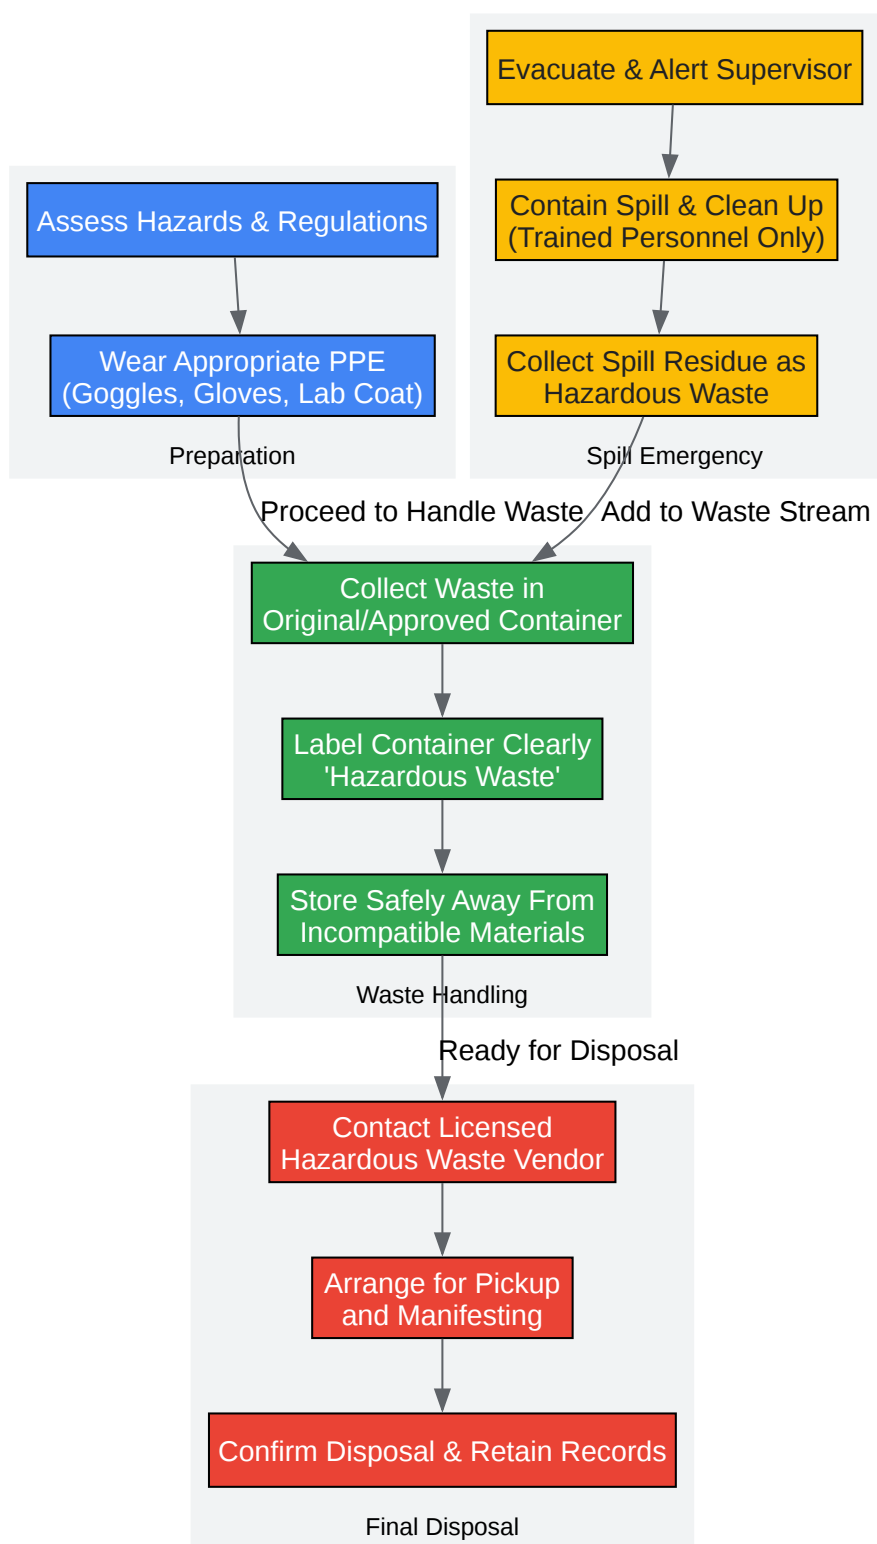 Evacuate & Alert Supervisor
Contain Spill & Clean Up
(Trained Personnel Only)
Collect Spill Residue as
Hazardous Waste
Spill Emergency
Assess Hazards & Regulations
Wear Appropriate PPE
(Goggles, Gloves, Lab Coat)
Preparation
Proceed to Handle Waste
Add to Waste Stream
Collect Waste in
Original/Approved Container
Label Container Clearly
'Hazardous Waste'
Store Safely Away From
Incompatible Materials
Waste Handling
Ready for Disposal
Contact Licensed
Hazardous Waste Vendor
Arrange for Pickup
and Manifesting
Confirm Disposal & Retain Records
Final Disposal